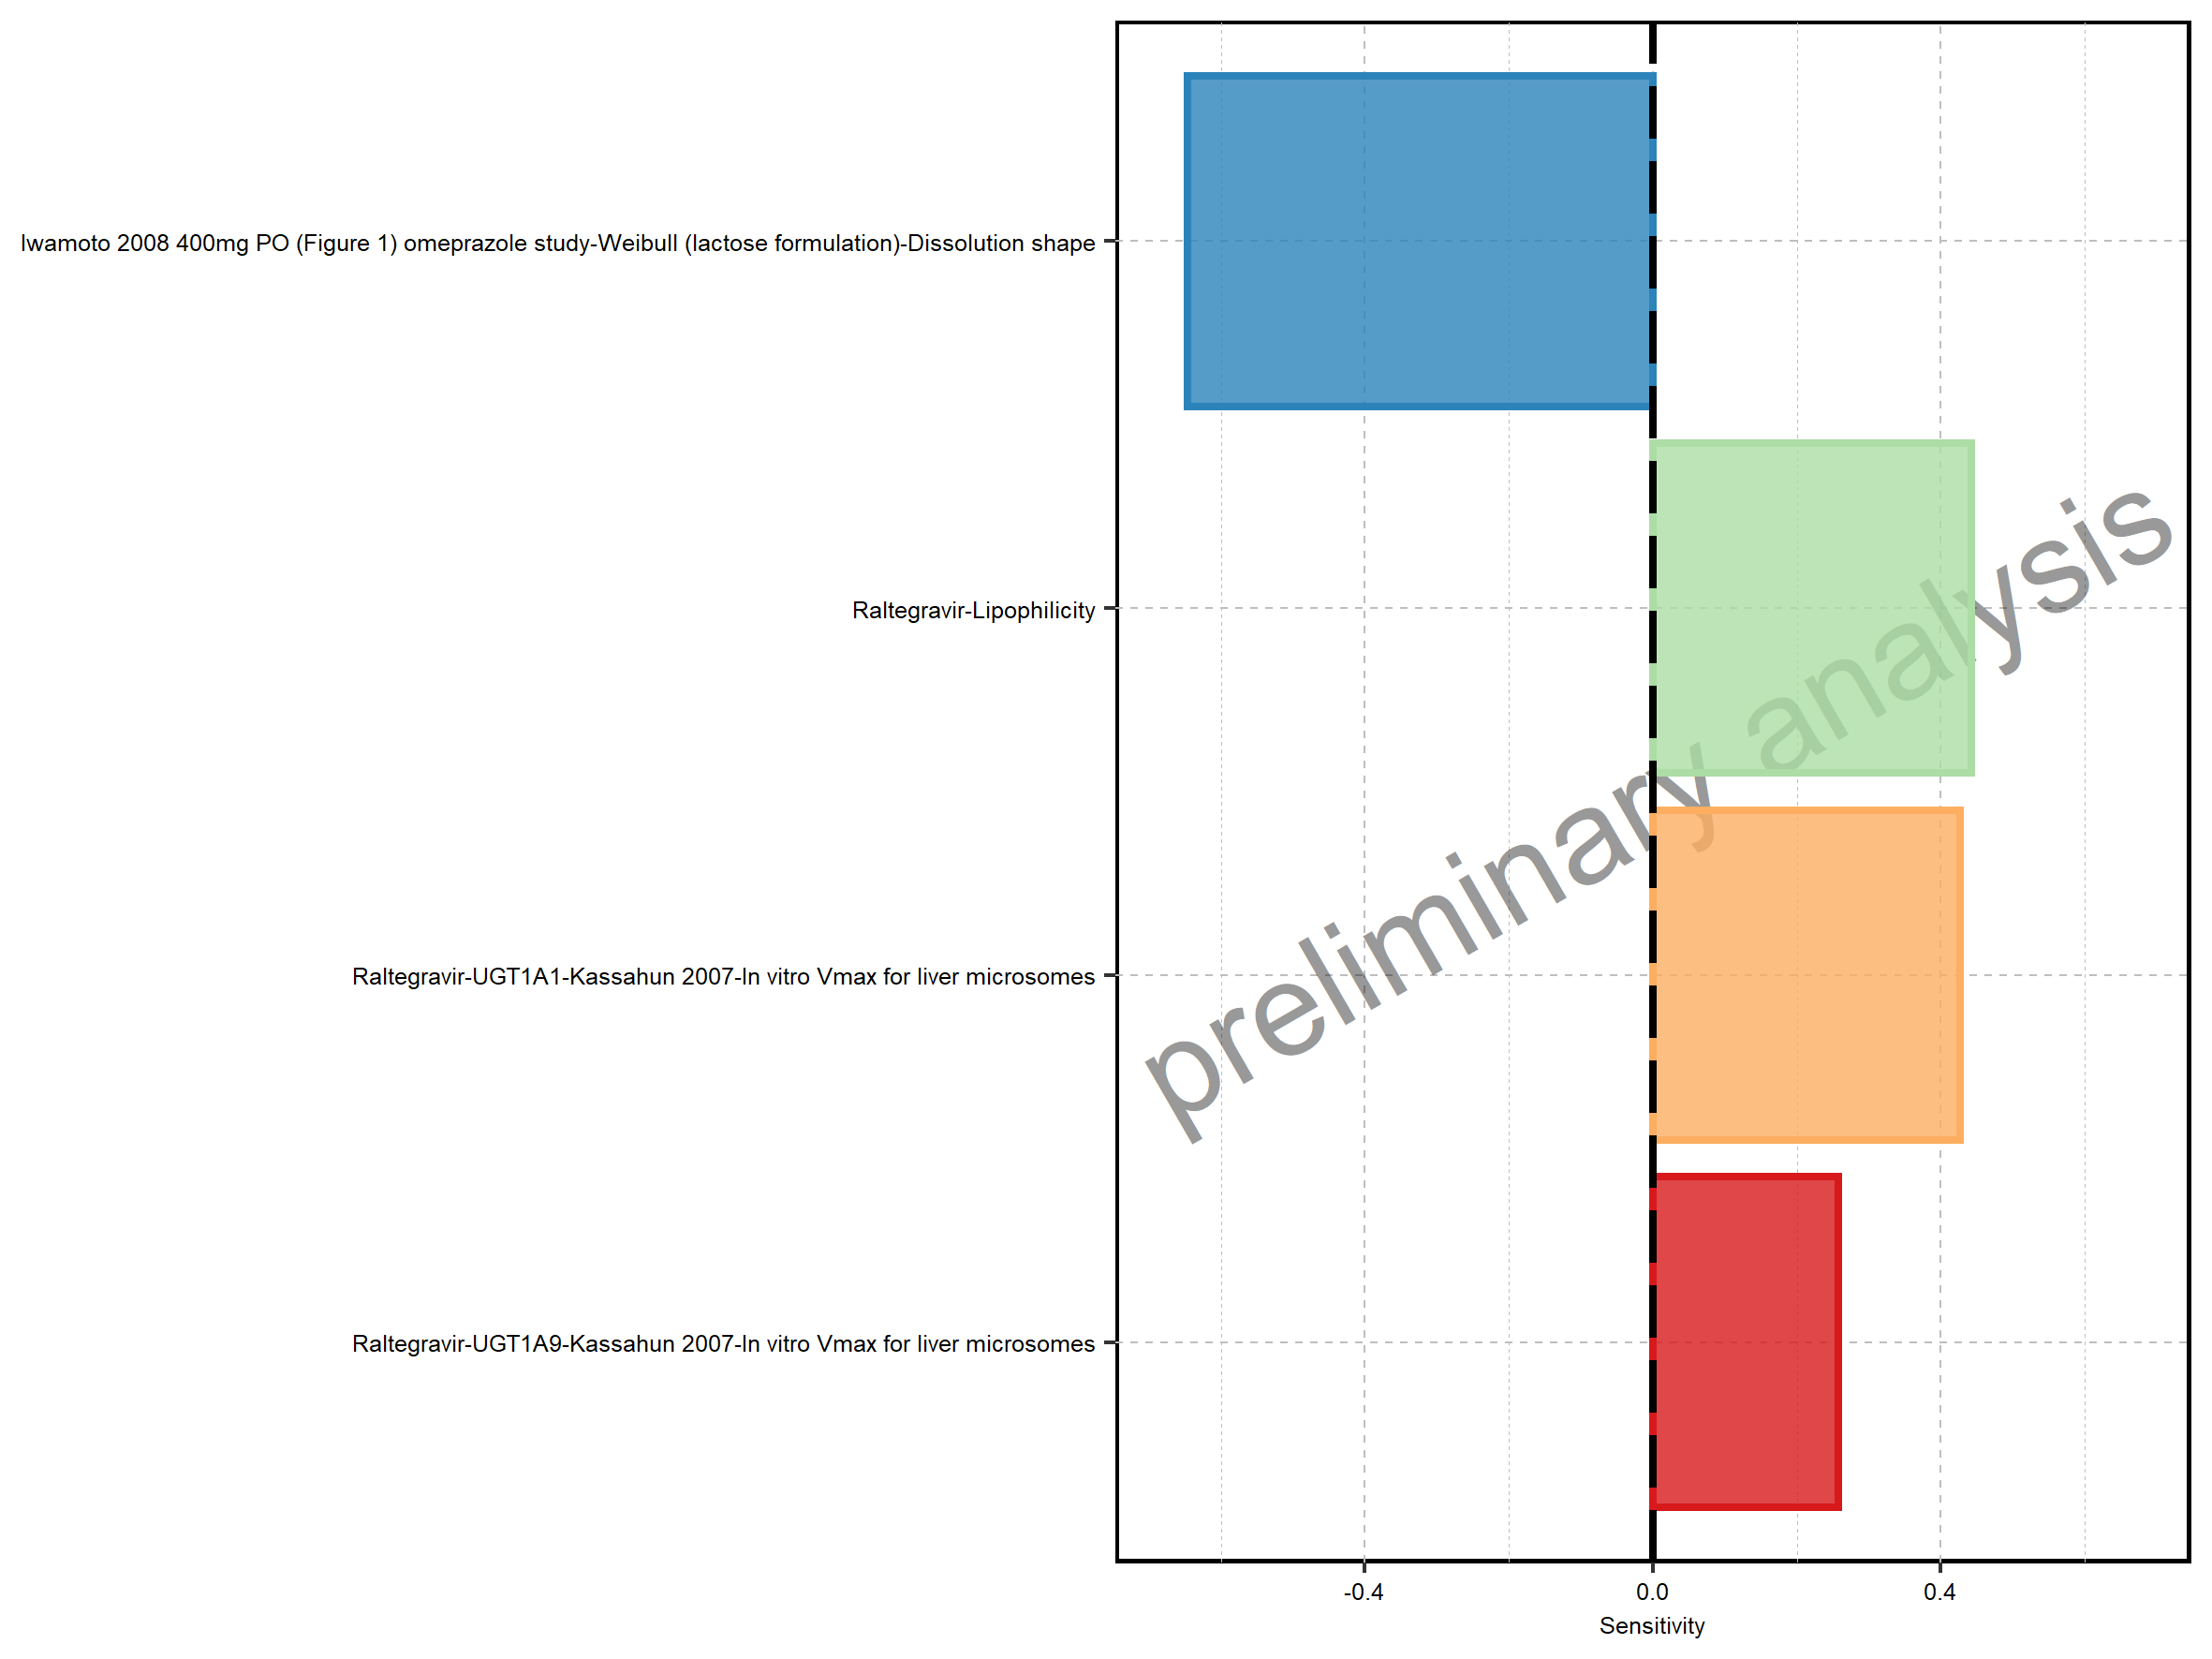 Iwamoto 2008 400mg PO (Figure 1) omeprazole study-Weibull (lactose formulation)-Dissolution shape
Raltegravir-Lipophilicity
Raltegravir-UGT1A1-Kassahun 2007-In vitro Vmax for liver microsomes
Raltegravir-UGT1A9-Kassahun 2007-In vitro Vmax for liver microsomes
preliminary analysis
-0.4 0.0 0.4
Sensitivity